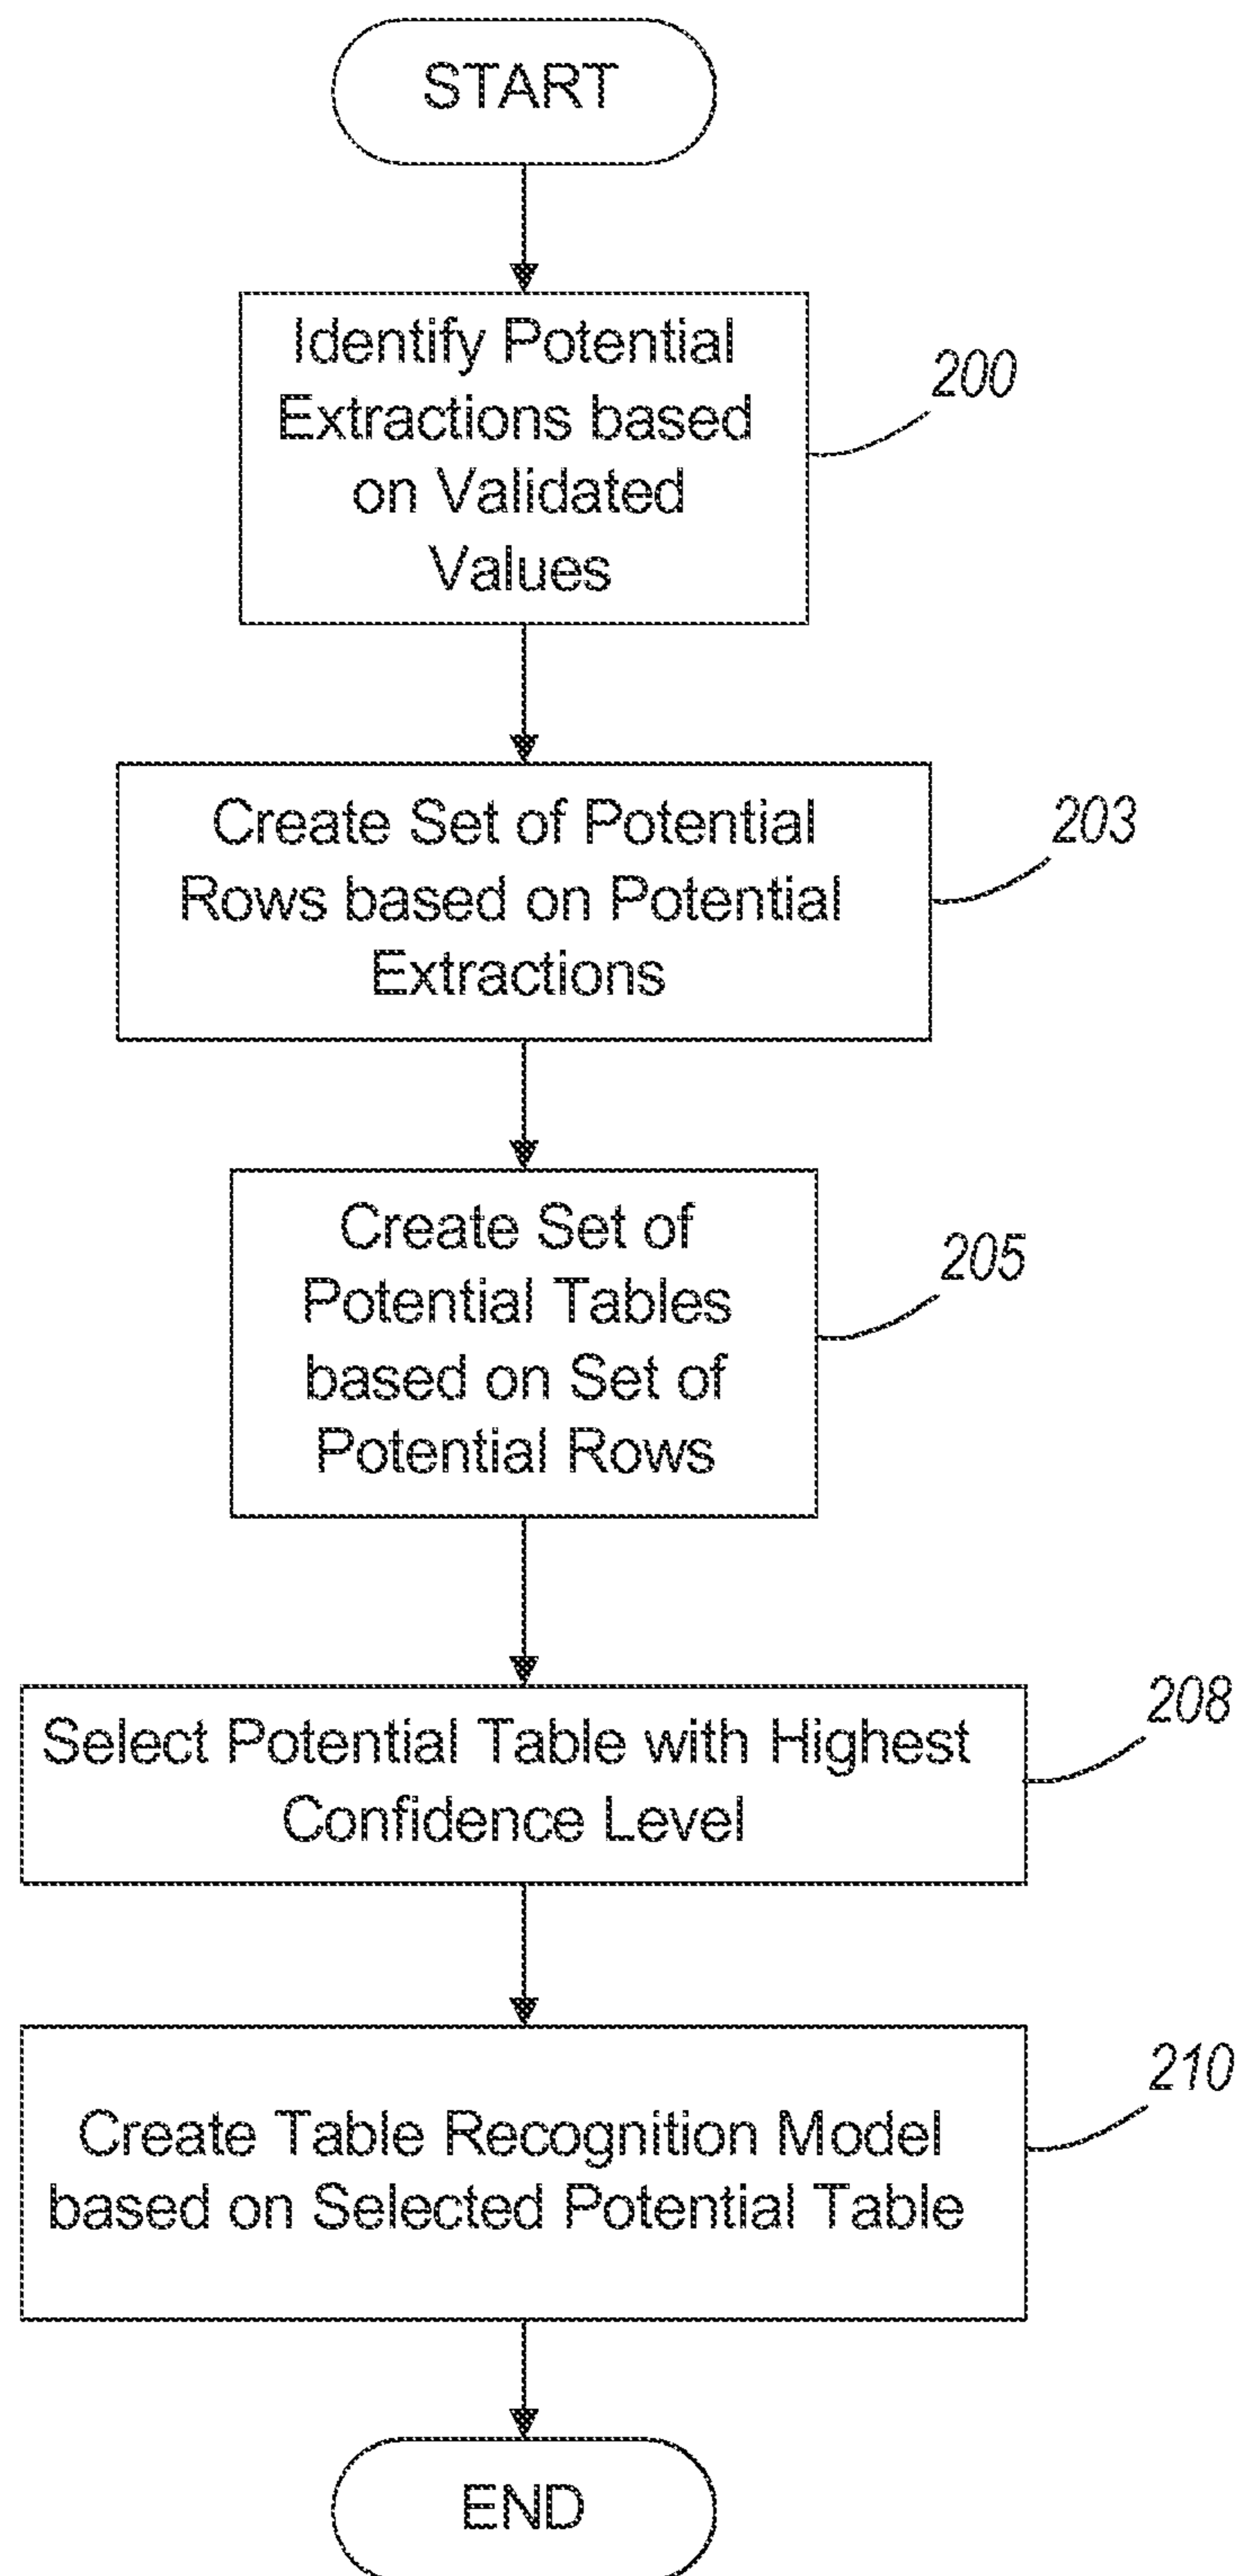 START
Identify Potential
Extractions based
on Validated
Values
200
Create Set of Potential
Rows based on Potential
Extractions
203
Create Set of
Potential Tables
based on Set of
Potential Rows
205
Select Potential Table with Highest
Confidence Level
208
Create Table Recognition Model
based on Selected Potential Table
210
END